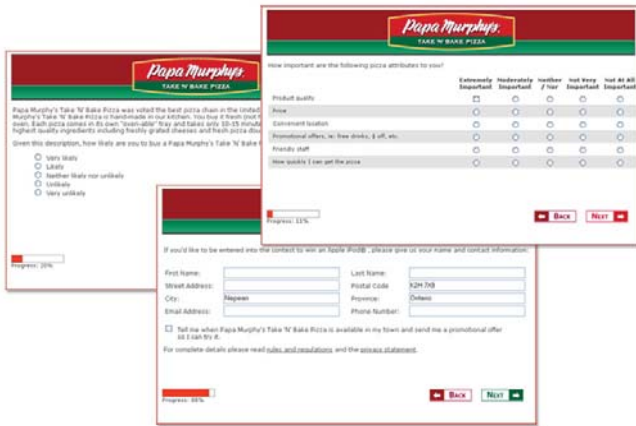 Papa Murphy's
TAKE 'N' BAKE PIZZA
Papa Murphy's Take 'N' Bake Pizza was voted the best pizza chain in the United
Murphy's Take 'N' Bake Pizza is handmade in our kitchen. You buy it fresh (not
oven. Each pizza comes in its own "oven-able" tray and takes only 10-15 minute
highest quality ingredients including freshly grated cheeses and fresh pizza dou
Given this description, how likely are you to buy a Papa Murphy's Take 'N' Bake
Very likely
Likely
Neither likely nor unlikely
Unlikely
Very unlikely
Progress: 20%
Papa Murphy's
TAKE 'N' BAKE PIZZA
How important are the following pizza attributes to you?
Extremely Important Moderately Important Neither / Nor Not Very Important Not At All Important
Product quality
Price
Convenient location
Promotional offers, ie: free drinks, $ off, etc.
Friendly staff
How quickly I can get the pizza
Progress: 11%
BACK NEXT
If you'd like to be entered into the contest to win an Apple iPod®, please give us your name and contact information:
First Name: Last Name:
Street Address: Postal Code K2H 7X8
City: Nepean Province: Ontario
Email Address: Phone Number:
Tell me when Papa Murphy's Take 'N' Bake Pizza is available in my town and send me a promotional offer
so I can try it.
For complete details please read rules and regulations and the privacy statement.
Progress: 88%
BACK NEXT